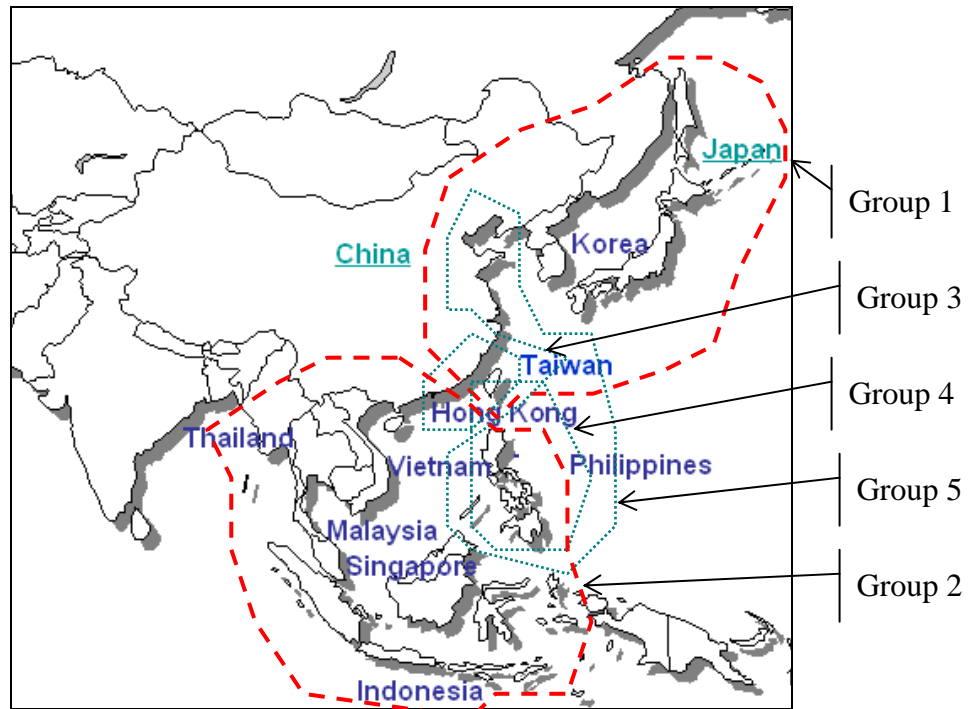 Japan
Group 1
Korea
China
Group 3
Taiwan
Group 4
Hong Kong
Thailand
Vietnam
Philippines
Group 5
Malaysia
Singapore
Group 2
Indonesia